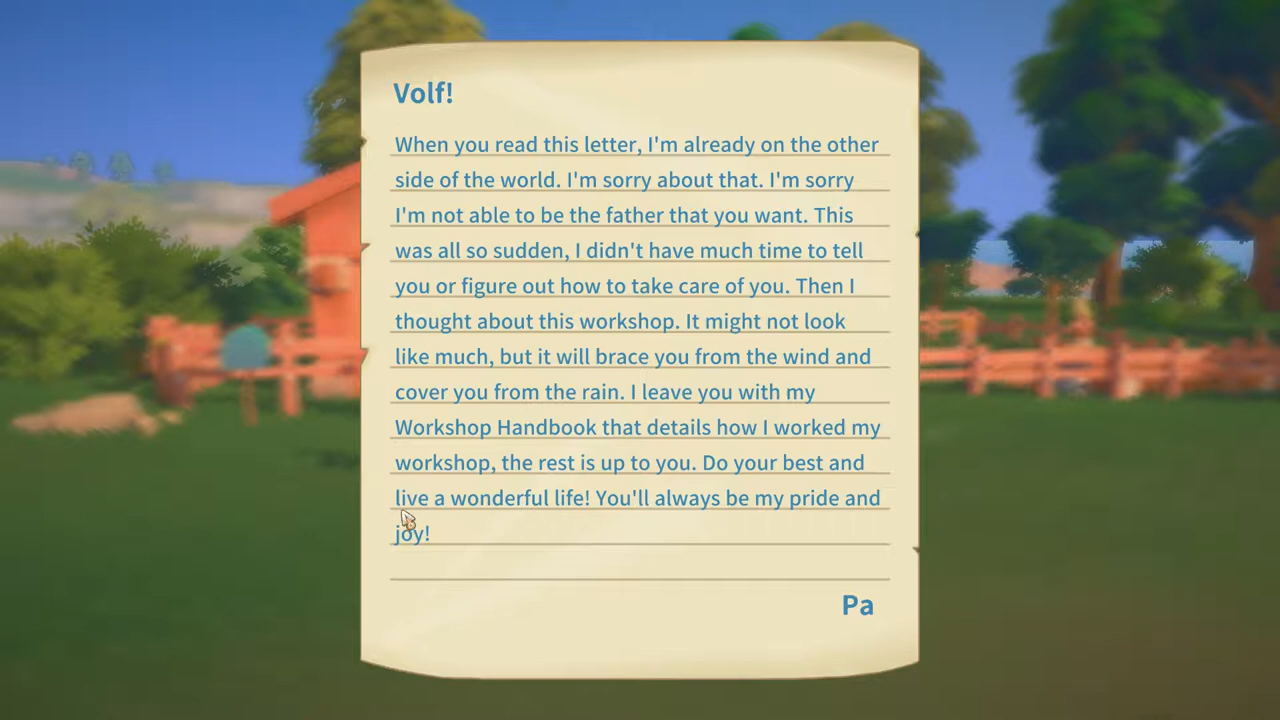 Volf!
When you read this letter, I'm already on the other
side of the world. I'm sorry about that. I'm sorry
I'm not able to be the father that you want. This
was all so sudden, I didn't have much time to tell
you or figure out how to take care of you. Then I
thought about this workshop. It might not look
like much, but it will brace you from the wind and
cover you from the rain. I leave you with my
Workshop Handbook that details how I worked my
workshop, the rest is up to you. Do your best and
live a wonderful life! You'll always be my pride and
joy!
Pa